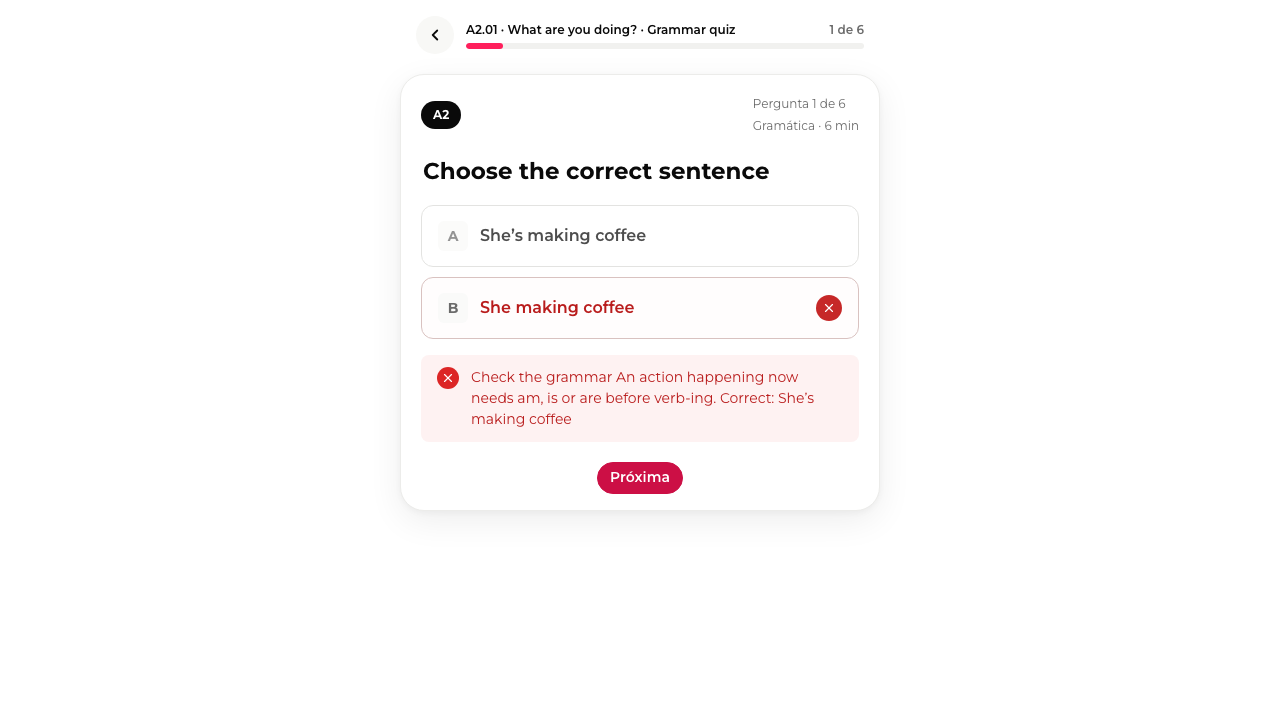 A2.01 · What are you doing? · Grammar quiz
1 de 6
A2
Pergunta 1 de 6
Gramática · 6 min
Choose the correct sentence
A
She’s making coffee
B
She making coffee
Check the grammar An action happening now
needs am, is or are before verb-ing. Correct: She’s
making coffee
Próxima